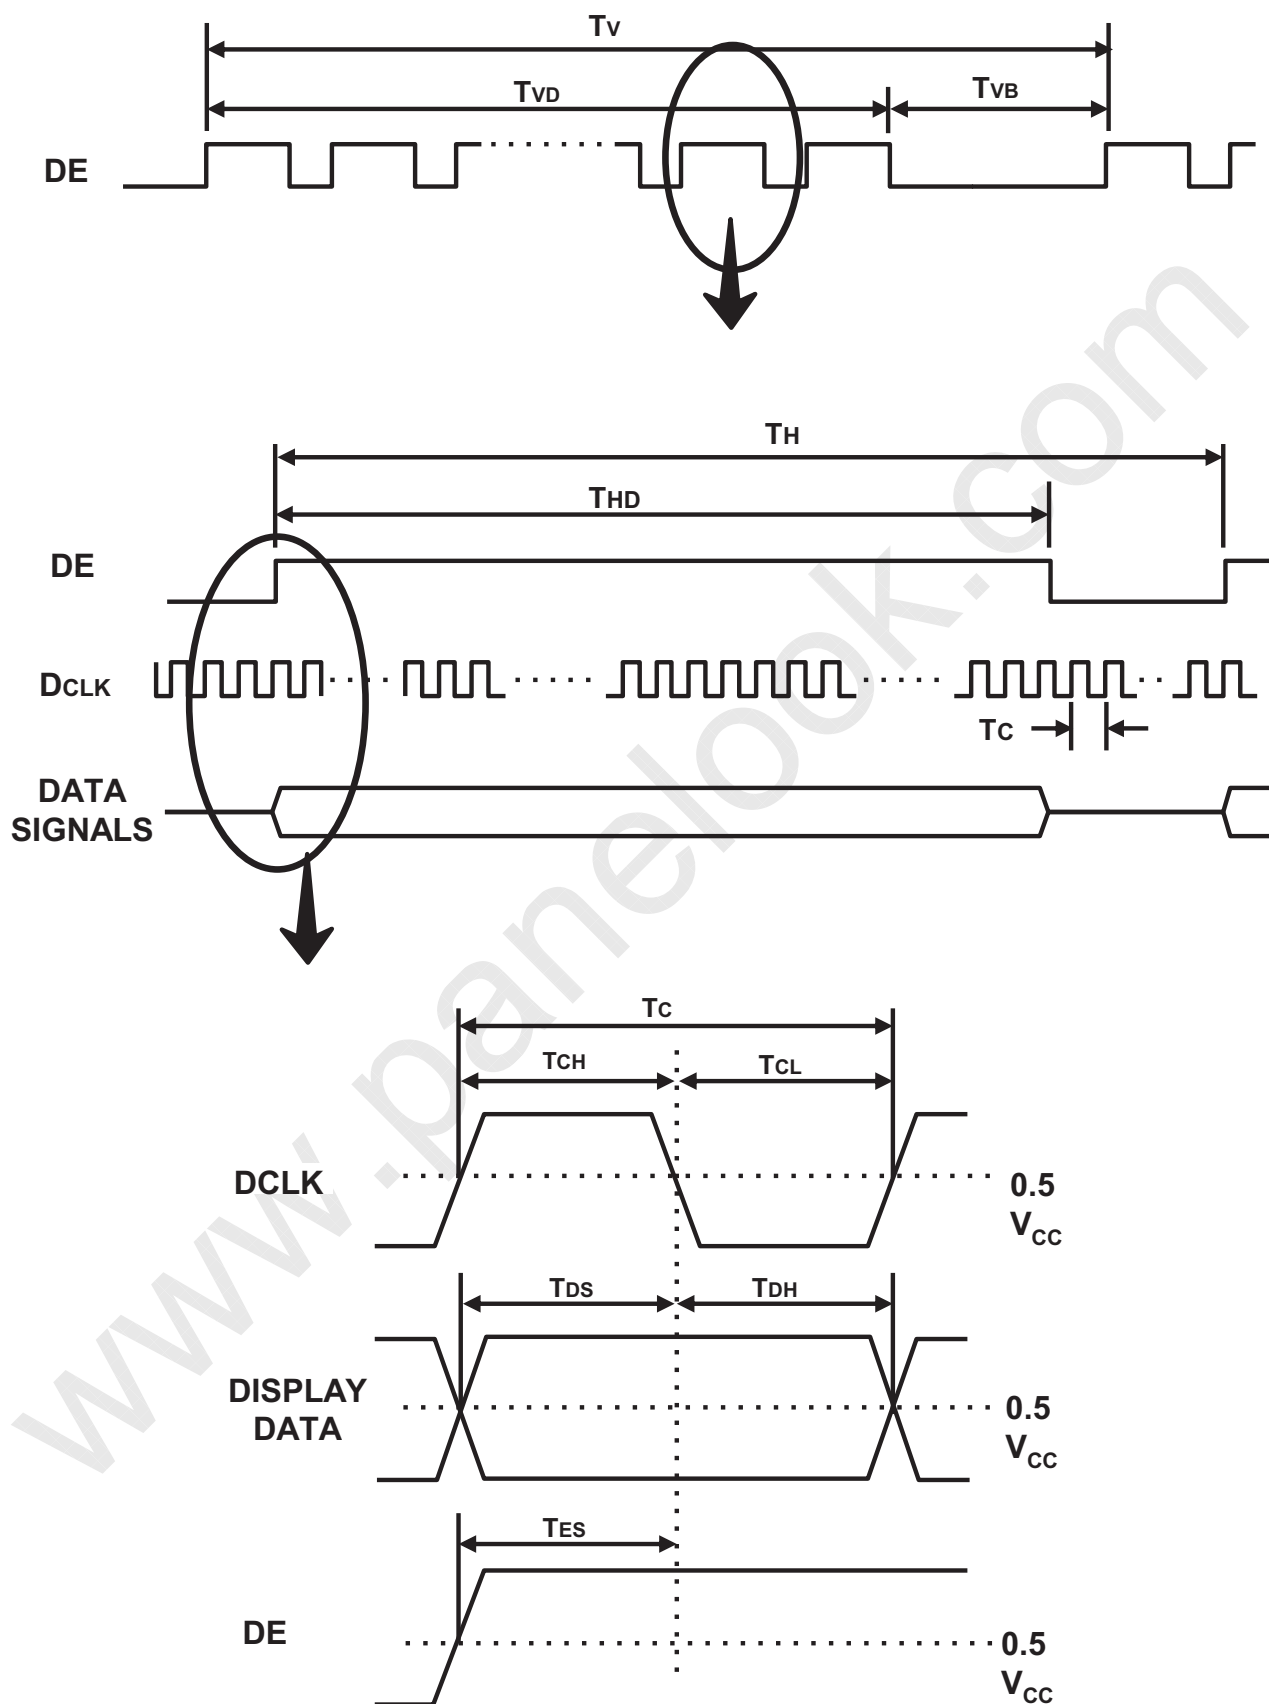 TV
TVD
TVB
DE
TH
THD
DE
DCLK
TC
DATA
SIGNALS
TC
TCH
TCL
DCLK
0.5
VCC
TDS
TDH
DISPLAY
DATA
0.5
VCC
TES
DE
0.5
VCC
www.panelook.com